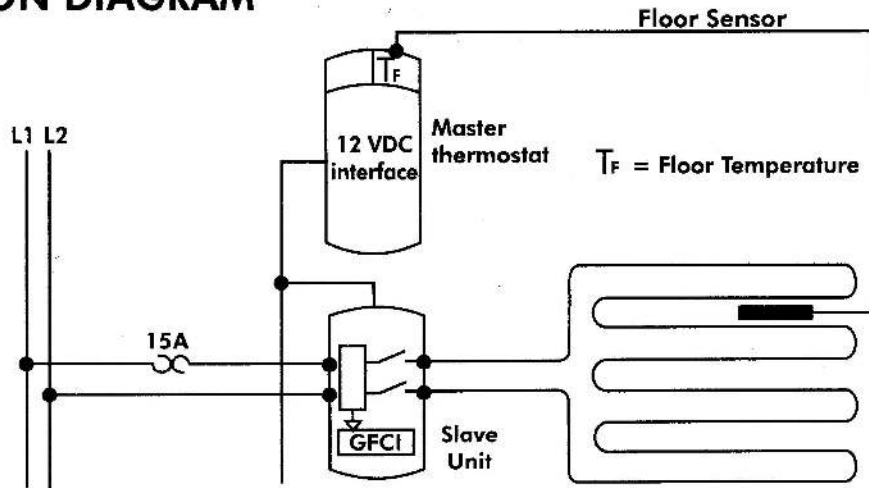 ON DIAGRAM
Floor Sensor
TF
L1 L2
12 VDC
interface
Master
thermostat
TF = Floor Temperature
15A
GFCI
Slave
Unit